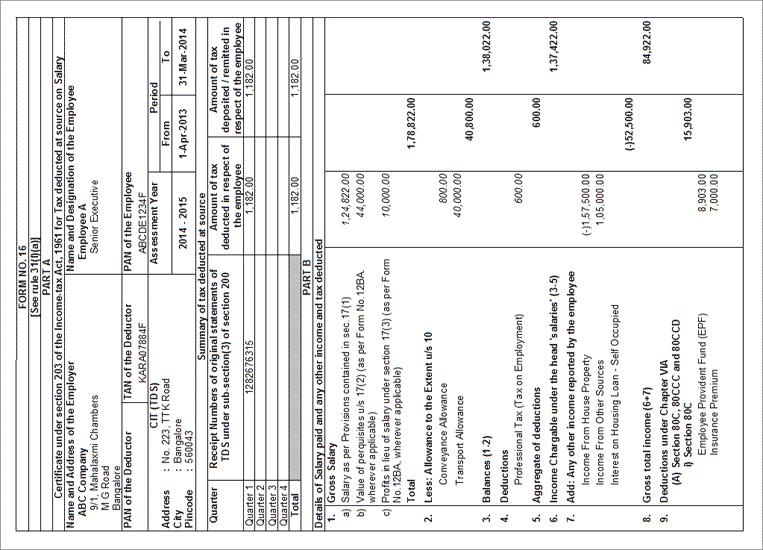 FORM NO. 16
[See rule 31(l)(a)]
PART A
Certificate under section 203 of the Income-tax Act, 1961 for Tax deducted at source on Salary
Name and Address of the Employer Name and Designation of the Employee
ABC Company Employee A
9/1, Mahalaxmi Chambers Senior Executive
M G Road
Bangalore
PAN of the Deductor TAN of the Deductor PAN of the Employee
KARA07884F ABCDE1234F
CIT (TDS) Assessment Year Period
Address : No. 223, TTK Road From To
City : Bangalore 2014 - 2015 1-Apr-2013 31-Mar-2014
Pincode : 560043
Summary of tax deducted at source
Quarter Receipt Numbers of original statements of Amount of tax Amount of tax
TDS under sub-section(3) of section 200 deducted in respect of deposited / remitted in
the employee respect of the employee
Quarter 1 1282676315 1,182.00 1,182.00
Quarter 2
Quarter 3
Quarter 4
Total 1,182.00 1,182.00
PART B
Details of Salary paid and any other income and tax deducted
1. Gross Salary
a) Salary as per Provisions contained in sec.17(1) 1,24,822.00
b) Value of perquisites u/s 17(2) (as per Form No.12BA, 44,000.00
wherever applicable)
c) Profits in lieu of salary under section 17(3) (as per Form 10,000.00
No.12BA, wherever applicable)
Total 1,78,822.00
2. Less: Allowance to the Extent u/s 10
Conveyance Allowance 800.00
Transport Allowance 40,000.00 40,800.00
3. Balances (1-2) 1,38,022.00
4. Deductions
Professional Tax (Tax on Employment) 600.00
5. Aggregate of deductions 600.00
6. Income Chargable under the head 'salaries' (3-5) 1,37,422.00
7. Add: Any other income reported by the employee
Income From House Property (-)1,57,500.00
Income From Other Sources 1,05,000.00
Interest on Housing Loan - Self Occupied
(-)52,500.00
8. Gross total Income (6+7) 84,922.00
9. Deductions under Chapter VIA
(A) Section 80C, 80CCC and 80CCD
i) Section 80C 15,903.00
Employee Provident Fund (EPF) 8,903.00
Insurance Premium 7,000.00